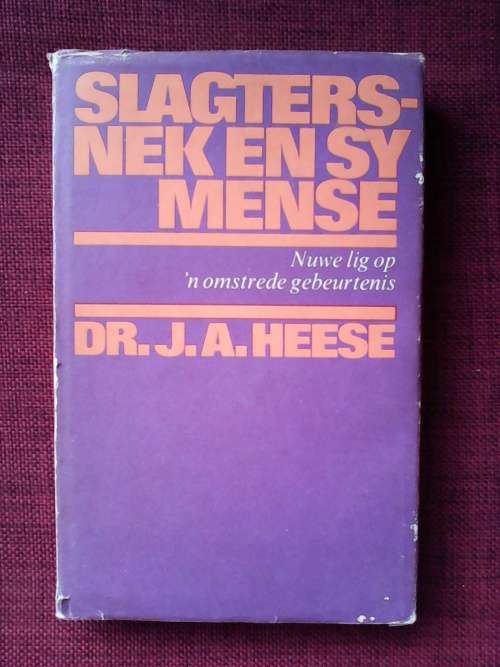 SLAGTERS-
NEK EN SY
MENSE
Nuwe lig op
'n omstrede gebeurtenis
DR. J. A. HEESE